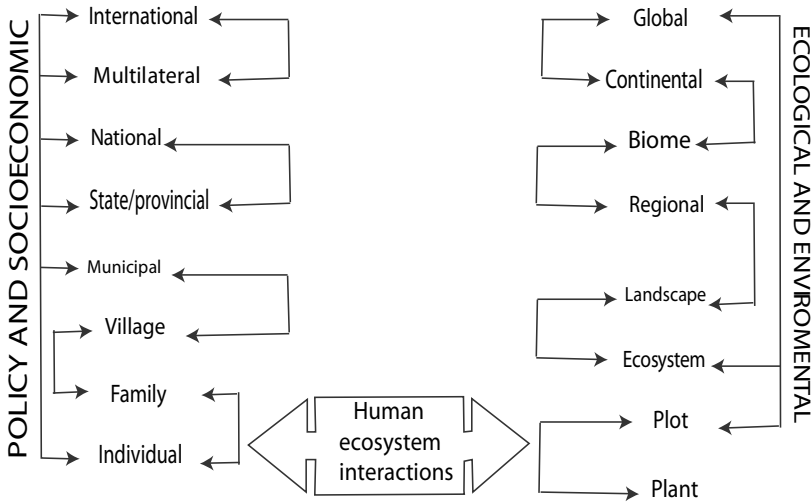 POLICY AND SOCIOECONOMIC
International
Multilateral
National
State/provincial
Municipal
Village
Family
Individual
Human
ecosystem
interactions
Global
Continental
Biome
Regional
Landscape
Ecosystem
Plot
Plant
ECOLOGICAL AND ENVIROMENTAL